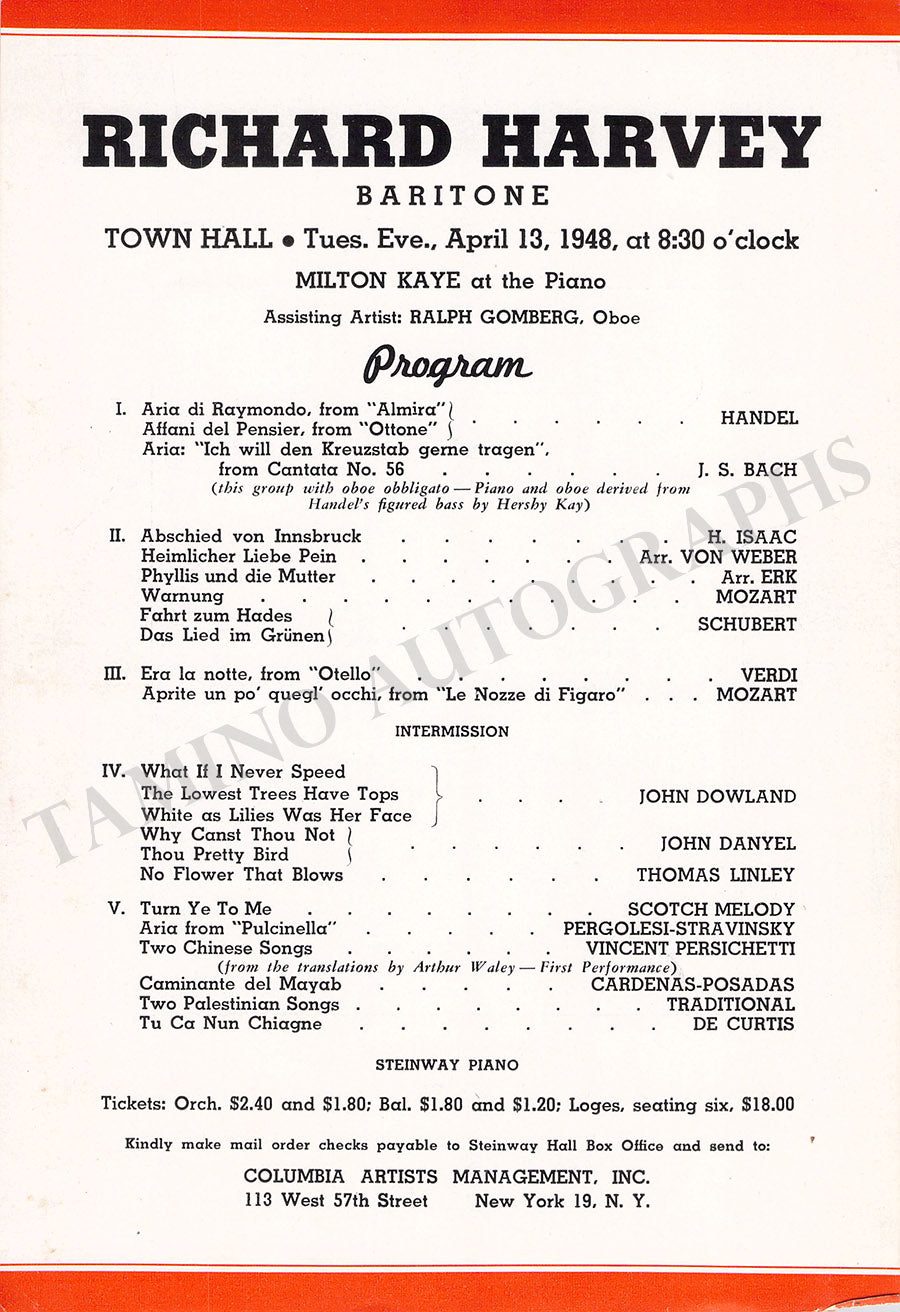 RICHARD HARVEY
BARITONE
TOWN HALL • Tues. Eve., April 13, 1948, at 8:30 o'clock
MILTON KAYE at the Piano
Assisting Artist: RALPH GOMBERG, Oboe
Program
I. Aria di Raymondo, from "Almira"
Affani del Pensier, from "Ottone" } . . . . . . HANDEL
Aria: "Ich will den Kreuzstab gerne tragen",
from Cantata No. 56 . . . . . . J. S. BACH
(this group with oboe obbligato — Piano and oboe derived from
Handel's figured bass by Hershy Kay)
II. Abschied von Innsbruck . . . . . . H. ISAAC
Heimlicher Liebe Pein . . . . . . Arr. VON WEBER
Phyllis und die Mutter . . . . . . . . Arr. ERK
Warnung . . . . . . . . . . . MOZART
Fahrt zum Hades
Das Lied im Grünen } . . . . . . . SCHUBERT
III. Era la notte, from "Otello" . . . . . . . . VERDI
Aprite un po' quegl' occhi, from "Le Nozze di Figaro" . . . MOZART
INTERMISSION
IV. What If I Never Speed
The Lowest Trees Have Tops } . . . . JOHN DOWLAND
White as Lilies Was Her Face
Why Canst Thou Not
Thou Pretty Bird } . . . . . . JOHN DANYEL
No Flower That Blows . . . . . . THOMAS LINLEY
V. Turn Ye To Me . . . . . . . SCOTCH MELODY
Aria from "Pulcinella" . . . . . PERGOLESI-STRAVINSKY
Two Chinese Songs . . . . . . VINCENT PERSICHETTI
(from the translations by Arthur Waley — First Performance)
Caminante del Mayab . . . . . CARDENAS-POSADAS
Two Palestinian Songs . . . . . . . . TRADITIONAL
Tu Ca Nun Chiagne . . . . . . . . DE CURTIS
STEINWAY PIANO
Tickets: Orch. $2.40 and $1.80; Bal. $1.80 and $1.20; Loges, seating six, $18.00
Kindly make mail order checks payable to Steinway Hall Box Office and send to:
COLUMBIA ARTISTS MANAGEMENT, INC.
113 West 57th Street New York 19, N. Y.
TAMINO AUTOGRAPHS